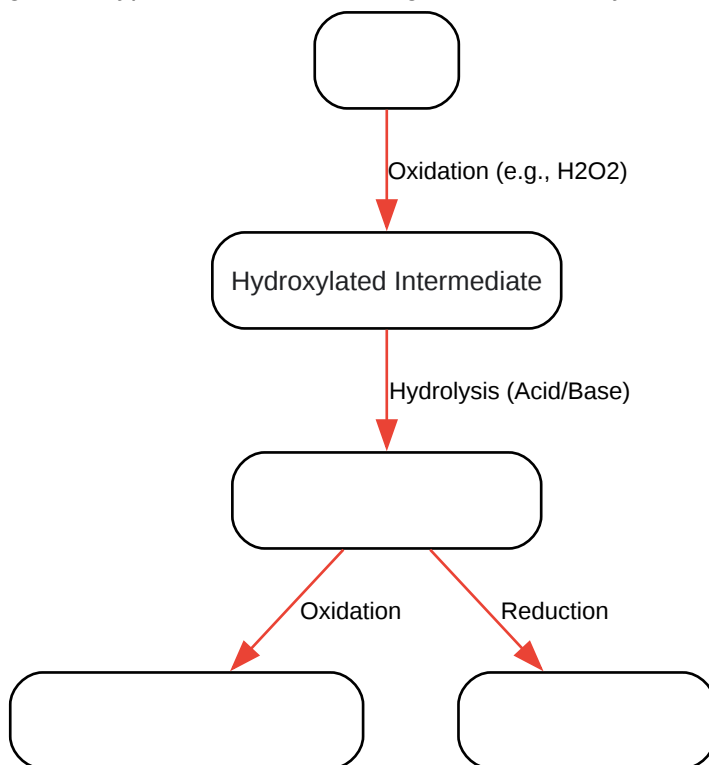 Oxidation (e.g., H2O2)
Hydroxylated Intermediate
Hydrolysis (Acid/Base)
Oxidation
Reduction